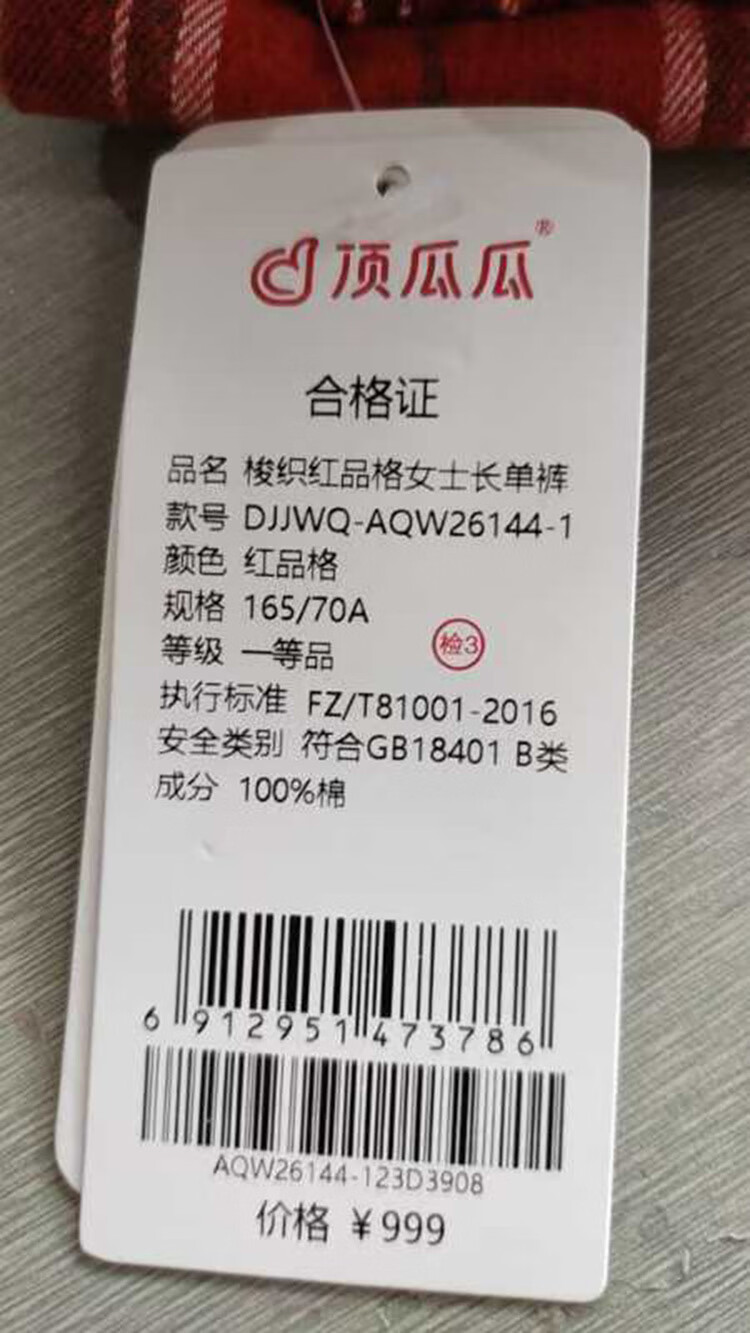 顶瓜瓜®
合格证
品名 梭织红品格女士长单裤
款号 DJJWQ-AQW26144-1
颜色 红品格
规格 165/70A
等级 一等品
检3
执行标准 FZ/T81001-2016
安全类别 符合GB18401 B类
成分 100%棉
6 912951 473786
AQW26144-123D3908
价格 ¥999